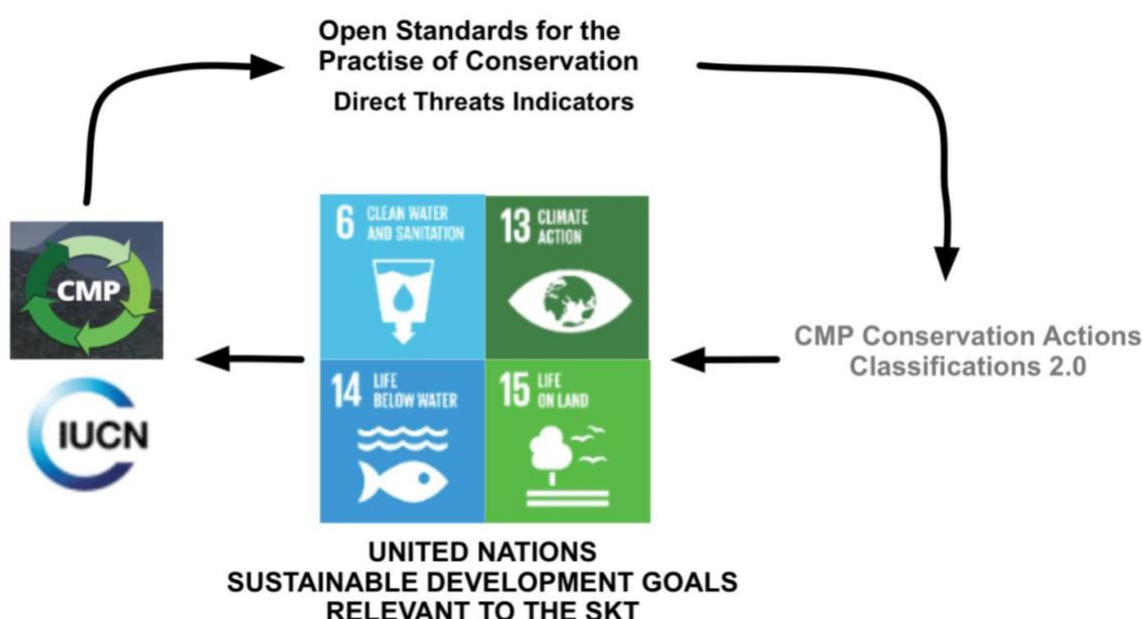 Open Standards for the
Practise of Conservation
Direct Threats Indicators
CMP
IUCN
6 CLEAN WATER
AND SANITATION
13 CLIMATE
ACTION
14 LIFE
BELOW WATER
15 LIFE
ON LAND
CMP Conservation Actions
Classifications 2.0
UNITED NATIONS
SUSTAINABLE DEVELOPMENT GOALS
RELEVANT TO THE SKT